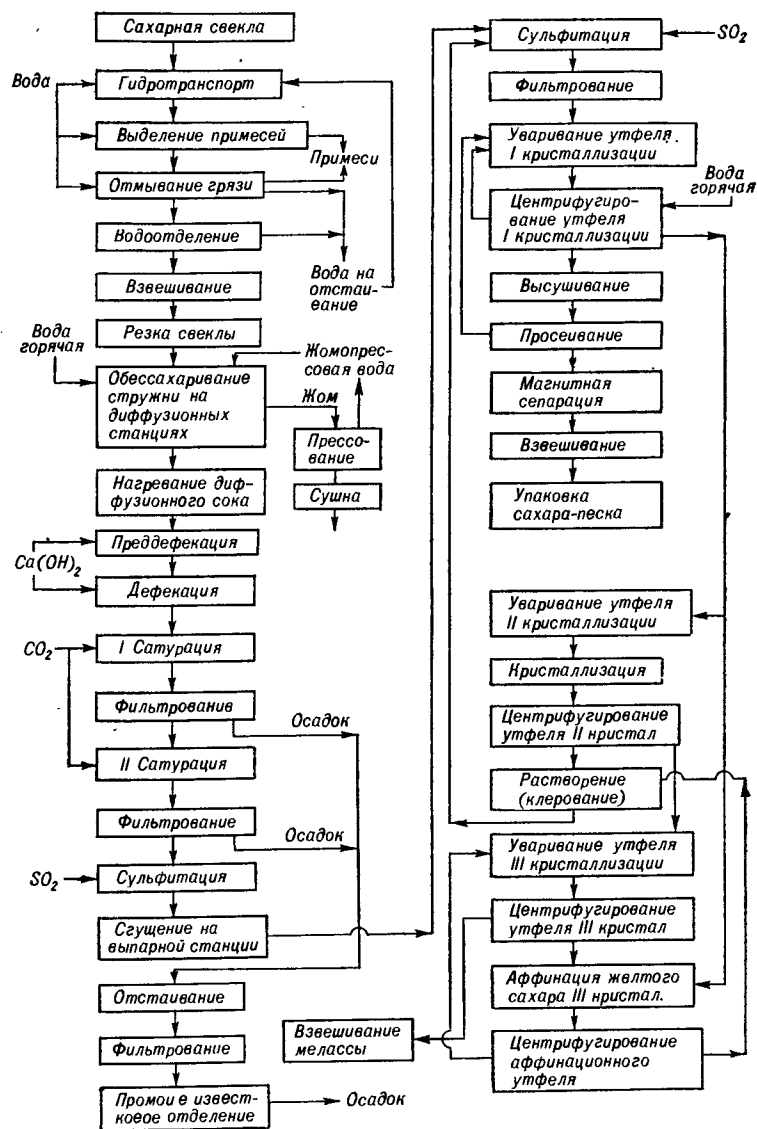 Сахарная свекла
Вода
Гидротранспорт
Выделение примесей
Примеси
Отмывание грязи
Водоотделение
Вода на
отстаи-
вание
Взвешивание
Резка свеклы
Вода
горячая
Жомопрес-
совая вода
Обессахаривание
стружни на
диффузионных
станциях
Жом
Прессо-
вание
Сушна
Нагревание диф-
фузионного сока
Преддефекация
Ca(OH)2
Дефекация
CO2
I Сатурация
Фильтрование
Осадок
II Сатурация
Фильтрование
Осадок
SO2
Сульфитация
Сгущение на
выпарной станции
Отстаивание
Фильтрование
Промои в извест-
ковое отделение
Осадок
Сульфитация
SO2
Фильтрование
Уваривание утфеля
I кристаллизации
Вода
горячая
Центрифугиро-
вание утфеля
I кристаллизации
Высушивание
Просеивание
Магнитная
сепарация
Взвешивание
Упаковка
сахара-песка
Уваривание утфеля
II кристаллизации
Кристаллизация
Центрифугирование
утфеля II кристал
Растворение
(клерование)
Уваривание утфеля
III кристаллизации
Центрифугирование
утфеля III кристал
Аффинация желтого
сахара III нристал.
Взвешивание
мелассы
Центрифугирование
аффинационного
утфеля